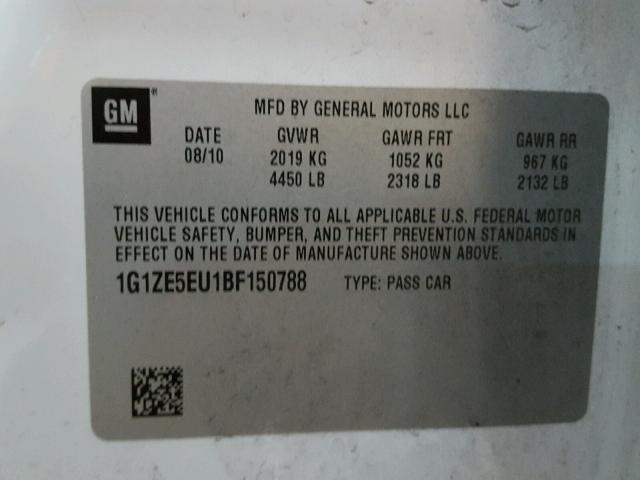 GM
MFD BY GENERAL MOTORS LLC
DATE GVWR GAWR FRT GAWR RR
08/10 2019 KG 1052 KG 967 KG
4450 LB 2318 LB 2132 LB
THIS VEHICLE CONFORMS TO ALL APPLICABLE U.S. FEDERAL MOTOR
VEHICLE SAFETY, BUMPER, AND THEFT PREVENTION STANDARDS IN
EFFECT ON THE DATE OF MANUFACTURE SHOWN ABOVE.
1G1ZE5EU1BF150788 TYPE: PASS CAR